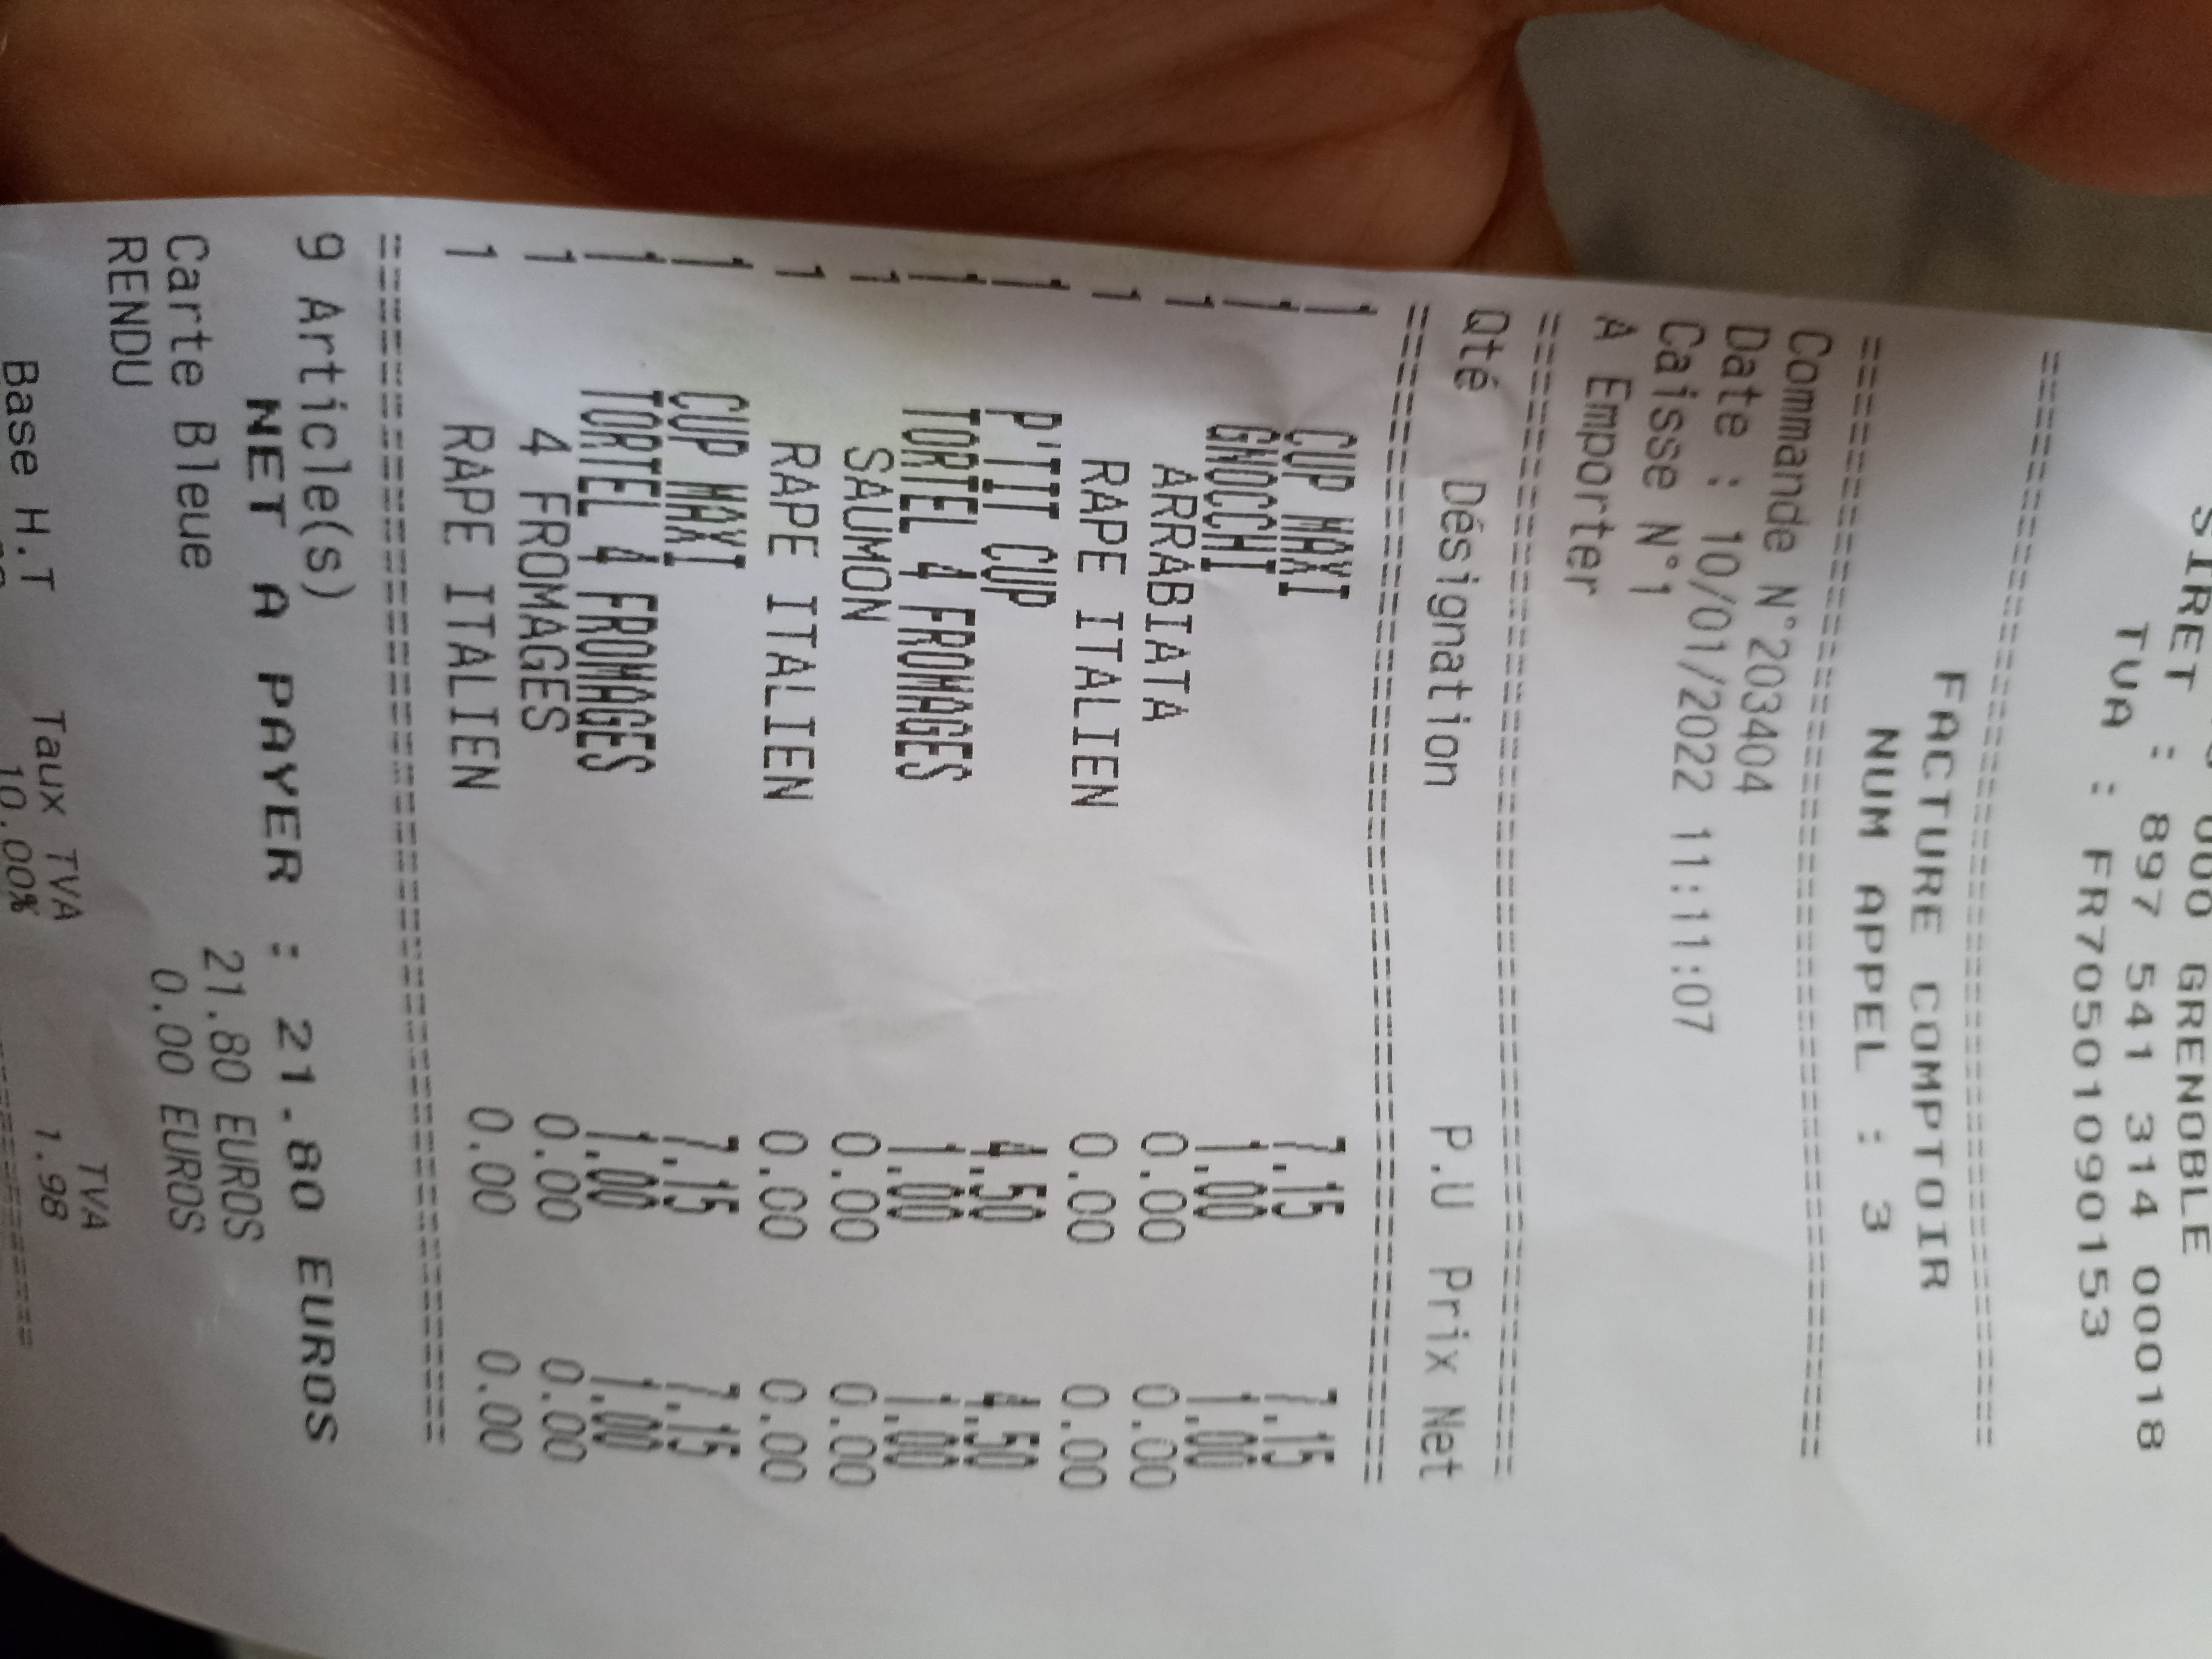 000 GRENOBLE
SIRET : 897 541 314 00018
TVA : FR70501090153
=====================================
FACTURE COMPTOIR
NUM APPEL : 3
=====================================
Commande N°203404
Date : 10/01/2022 11:11:07
Caisse N°1
A Emporter
=====================================
Qté Désignation P.U Prix Net
=====================================
1 CUP MAXI 7.15 7.15
1 GNOCCHI 1.00 1.00
1 ARRABIATA 0.00 0.00
1 RAPE ITALIEN 0.00 0.00
1 P'TIT CUP 4.50 4.50
1 TORTEL 4 FROMAGES 1.00 1.00
1 SAUMON 0.00 0.00
1 RAPE ITALIEN 0.00 0.00
1 CUP MAXI 7.15 7.15
1 TORTEL 4 FROMAGES 1.00 1.00
1 4 FROMAGES 0.00 0.00
1 RAPE ITALIEN 0.00 0.00
=====================================
9 Article(s)
NET A PAYER : 21.80 EUROS
Carte Bleue 21.80 EUROS
RENDU 0.00 EUROS
Base H.T Taux TVA TVA
10.00% 1.98